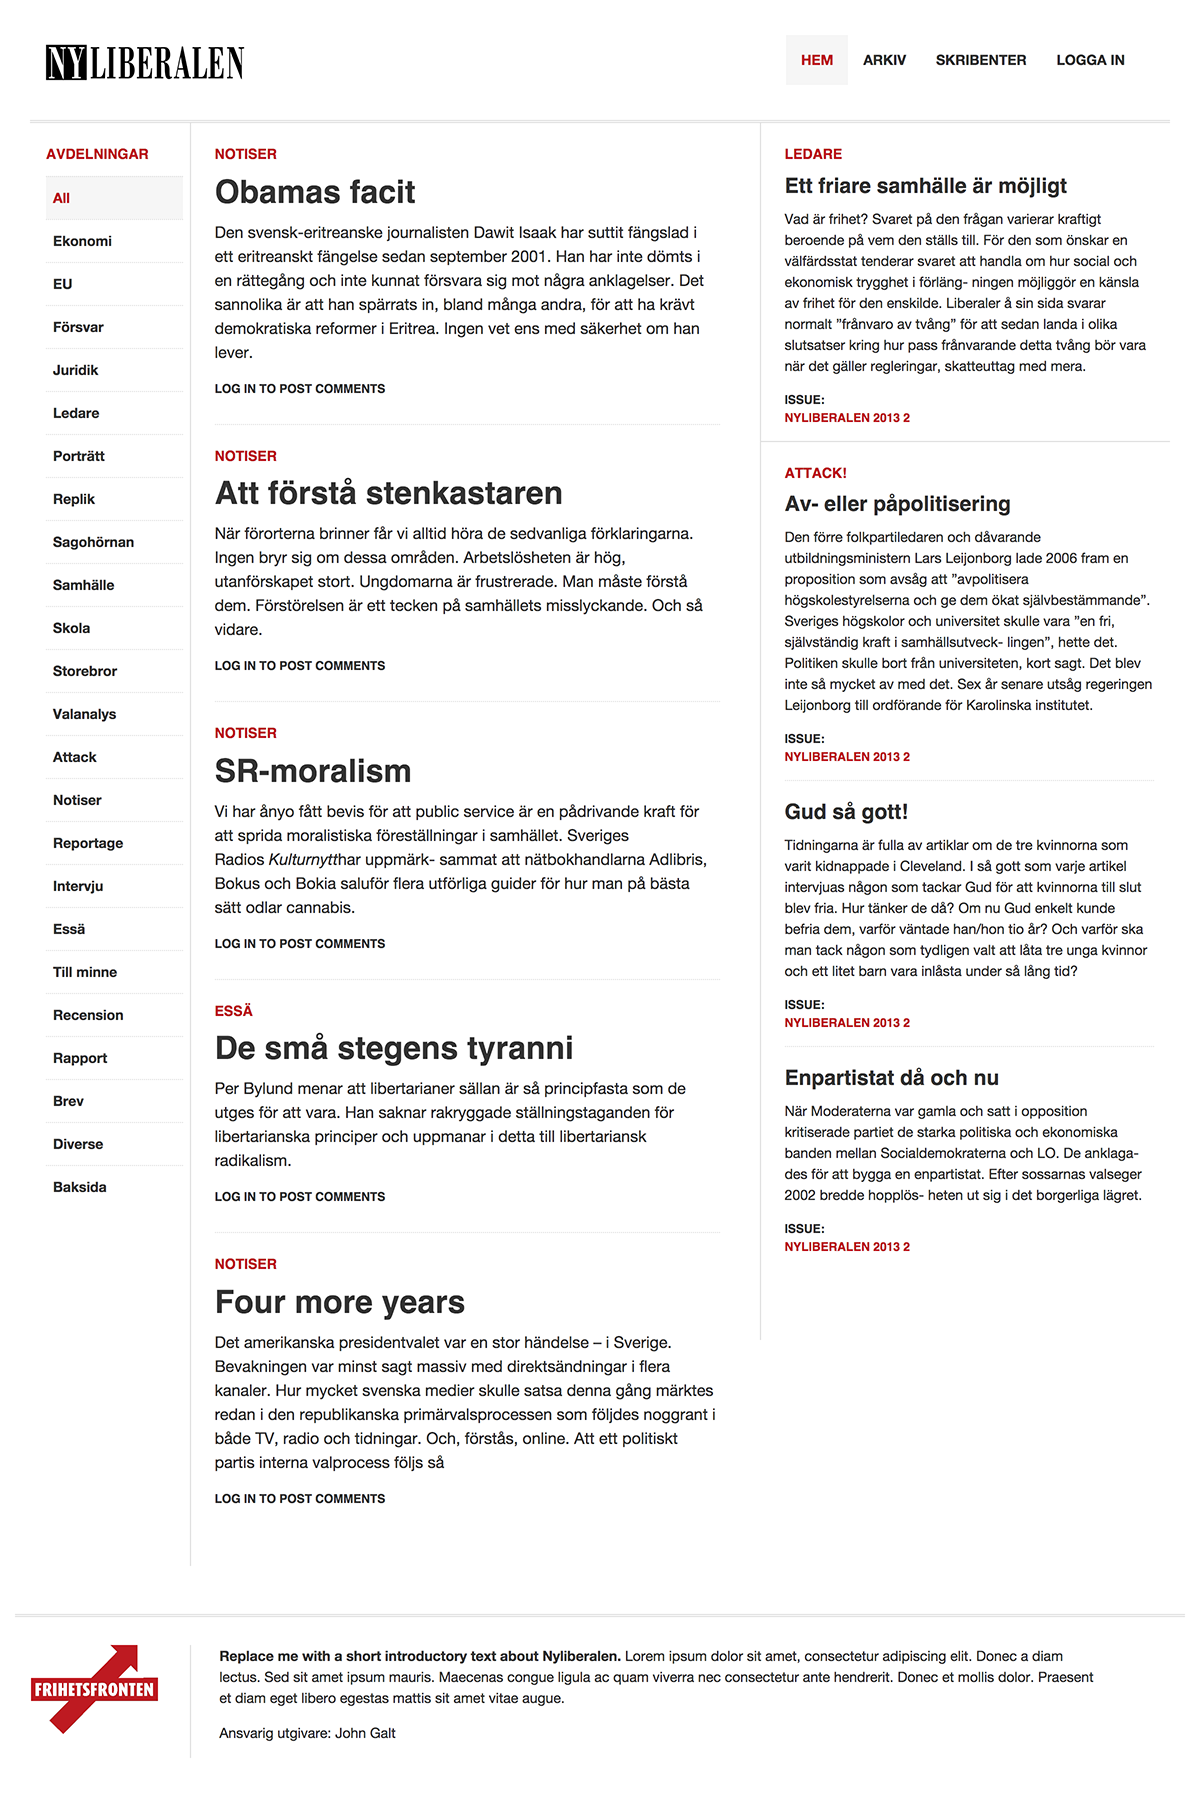 NYLIBERALEN
HEM
ARKIV
SKRIBENTER
LOGGA IN
AVDELNINGAR
All
Ekonomi
EU
Försvar
Juridik
Ledare
Porträtt
Replik
Sagohörnan
Samhälle
Skola
Storebror
Valanalys
Attack
Notiser
Reportage
Intervju
Essä
Till minne
Recension
Rapport
Brev
Diverse
Baksida
NOTISER
Obamas facit
Den svensk-eritreanske journalisten Dawit Isaak har suttit fängslad i
ett eritreanskt fängelse sedan september 2001. Han har inte dömts i
en rättegång och inte kunnat försvara sig mot några anklagelser. Det
sannolika är att han spärrats in, bland många andra, för att ha krävt
demokratiska reformer i Eritrea. Ingen vet ens med säkerhet om han
lever.
LOG IN TO POST COMMENTS
NOTISER
Att förstå stenkastaren
När förorterna brinner får vi alltid höra de sedvanliga förklaringarna.
Ingen bryr sig om dessa områden. Arbetslösheten är hög,
utanförskapet stort. Ungdomarna är frustrerade. Man måste förstå
dem. Förstörelsen är ett tecken på samhällets misslyckande. Och så
vidare.
LOG IN TO POST COMMENTS
NOTISER
SR-moralism
Vi har ånyo fått bevis för att public service är en pådrivande kraft för
att sprida moralistiska föreställningar i samhället. Sveriges
Radios Kulturnytthar uppmärk- sammat att nätbokhandlarna Adlibris,
Bokus och Bokia saluför flera utförliga guider för hur man på bästa
sätt odlar cannabis.
LOG IN TO POST COMMENTS
ESSÄ
De små stegens tyranni
Per Bylund menar att libertarianer sällan är så principfasta som de
utges för att vara. Han saknar rakryggade ställningstaganden för
libertarianska principer och uppmanar i detta till libertariansk
radikalism.
LOG IN TO POST COMMENTS
NOTISER
Four more years
Det amerikanska presidentvalet var en stor händelse – i Sverige.
Bevakningen var minst sagt massiv med direktsändningar i flera
kanaler. Hur mycket svenska medier skulle satsa denna gång märktes
redan i den republikanska primärvalsprocessen som följdes noggrant i
både TV, radio och tidningar. Och, förstås, online. Att ett politiskt
partis interna valprocess följs så
LOG IN TO POST COMMENTS
LEDARE
Ett friare samhälle är möjligt
Vad är frihet? Svaret på den frågan varierar kraftigt
beroende på vem den ställs till. För den som önskar en
välfärdsstat tenderar svaret att handla om hur social och
ekonomisk trygghet i förläng- ningen möjliggör en känsla
av frihet för den enskilde. Liberaler å sin sida svarar
normalt ”frånvaro av tvång” för att sedan landa i olika
slutsatser kring hur pass frånvarande detta tvång bör vara
när det gäller regleringar, skatteuttag med mera.
ISSUE:
NYLIBERALEN 2013 2
ATTACK!
Av- eller påpolitisering
Den förre folkpartiledaren och dåvarande
utbildningsministern Lars Leijonborg lade 2006 fram en
proposition som avsåg att ”avpolitisera
högskolestyrelserna och ge dem ökat självbestämmande”.
Sveriges högskolor och universitet skulle vara ”en fri,
självständig kraft i samhällsutveck- lingen”, hette det.
Politiken skulle bort från universiteten, kort sagt. Det blev
inte så mycket av med det. Sex år senare utsåg regeringen
Leijonborg till ordförande för Karolinska institutet.
ISSUE:
NYLIBERALEN 2013 2
Gud så gott!
Tidningarna är fulla av artiklar om de tre kvinnorna som
varit kidnappade i Cleveland. I så gott som varje artikel
intervjuas någon som tackar Gud för att kvinnorna till slut
blev fria. Hur tänker de då? Om nu Gud enkelt kunde
befria dem, varför väntade han/hon tio år? Och varför ska
man tack någon som tydligen valt att låta tre unga kvinnor
och ett litet barn vara inlåsta under så lång tid?
ISSUE:
NYLIBERALEN 2013 2
Enpartistat då och nu
När Moderaterna var gamla och satt i opposition
kritiserade partiet de starka politiska och ekonomiska
banden mellan Socialdemokraterna och LO. De anklaga-
des för att bygga en enpartistat. Efter sossarnas valseger
2002 bredde hopplös- heten ut sig i det borgerliga lägret.
ISSUE:
NYLIBERALEN 2013 2
FRIHETSFRONTEN
Replace me with a short introductory text about Nyliberalen. Lorem ipsum dolor sit amet, consectetur adipiscing elit. Donec a diam
lectus. Sed sit amet ipsum mauris. Maecenas congue ligula ac quam viverra nec consectetur ante hendrerit. Donec et mollis dolor. Praesent
et diam eget libero egestas mattis sit amet vitae augue.
Ansvarig utgivare: John Galt